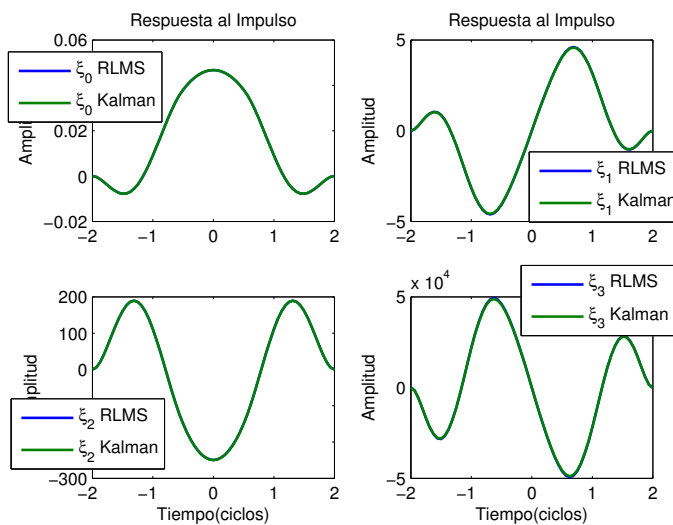 Respuesta al Impulso
0.06
0.02
0
−0.02
Amplitud
−2 −1 0 1 2
ξ0 RLMS
ξ0 Kalman
Respuesta al Impulso
5
0
−5
Amplitud
−2 −1 0 1 2
ξ1 RLMS
ξ1 Kalman
200
0
−300
Amplitud
−2 −1 0 1 2
Tiempo(ciclos)
ξ2 RLMS
ξ2 Kalman
x 10^4
5
0
−5
Amplitud
−2 −1 0 1 2
Tiempo(ciclos)
ξ3 RLMS
ξ3 Kalman